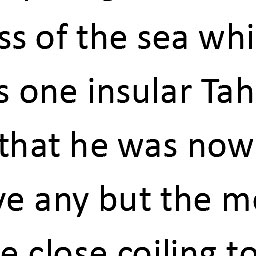 ss of the sea whi
s one insular Tah
that he was now
ve any but the m
e close coiling to